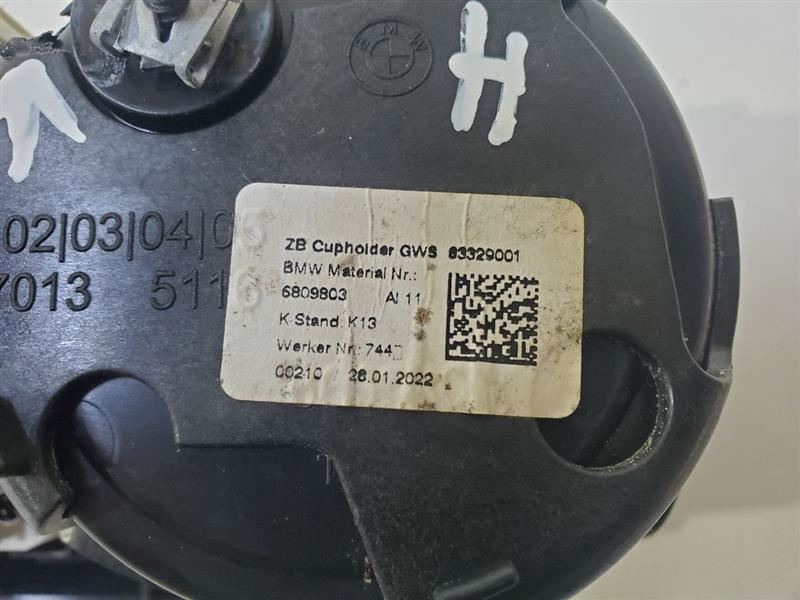 BMW
H
02|03|04|05
7013 511
ZB Cupholder GWS 83329001
BMW Material Nr.:
6809803 AI 11
K-Stand: K13
Werker Nr.: 744
00210 / 26.01.2022